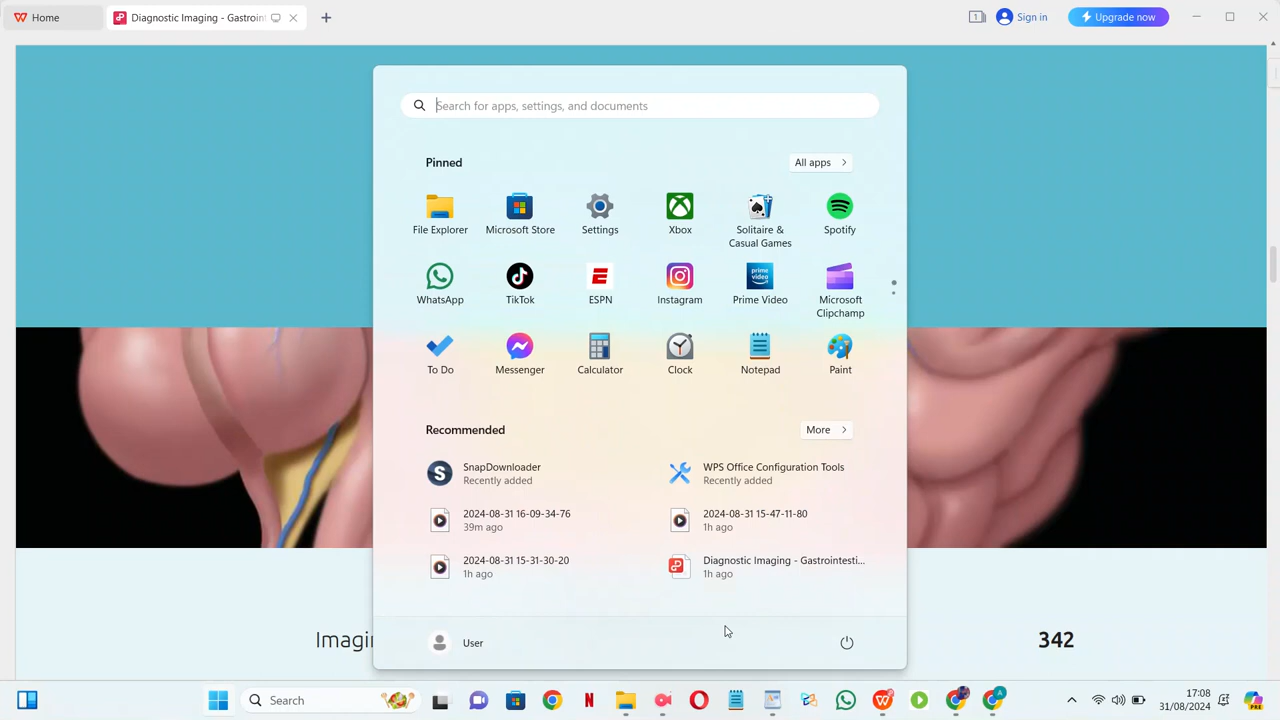 Home
Diagnostic Imaging - Gastroint
1
Sign in
Upgrade now
Search for apps, settings, and documents
Pinned
All apps
File Explorer
Microsoft Store
Settings
Xbox
Solitaire &
Casual Games
Spotify
WhatsApp
TikTok
ESPN
Instagram
Prime Video
Microsoft
Clipchamp
To Do
Messenger
Calculator
Clock
Notepad
Paint
Recommended
More
SnapDownloader
Recently added
WPS Office Configuration Tools
Recently added
2024-08-31 16-09-34-76
39m ago
2024-08-31 15-47-11-80
1h ago
2024-08-31 15-31-30-20
1h ago
Diagnostic Imaging - Gastrointesti...
1h ago
Imagi
342
User
Search
17:08
31/08/2024